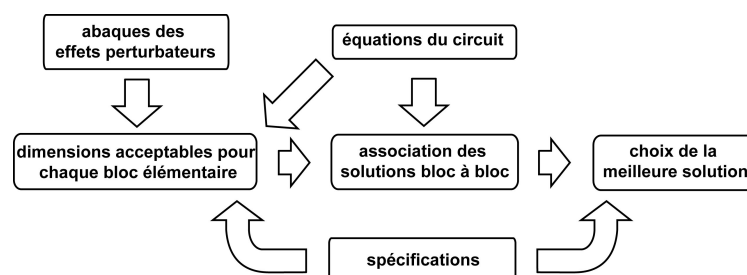 abaques des
effets perturbateurs
équations du circuit
dimensions acceptables pour
chaque bloc élémentaire
association des
solutions bloc à bloc
choix de la
meilleure solution
spécifications